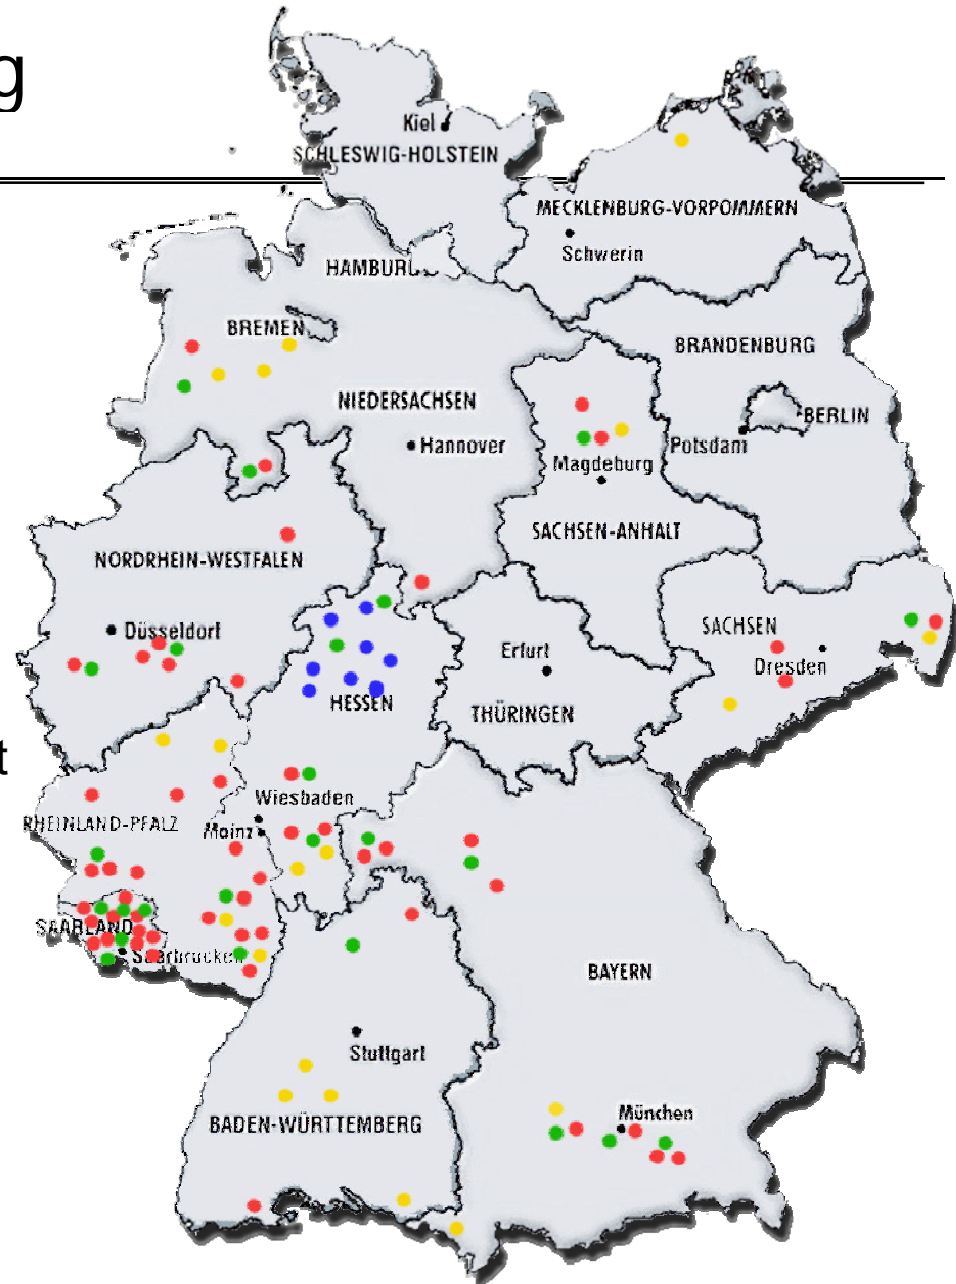 g
Kiel
SCHLESWIG-HOLSTEIN
MECKLENBURG-VORPOMMERN
Schwerin
HAMBURG
BREMEN
BRANDENBURG
NIEDERSACHSEN
BERLIN
Hannover
Potsdam
Magdeburg
SACHSEN-ANHALT
NORDRHEIN-WESTFALEN
Düsseldorf
SACHSEN
Erfurt
Dresden
HESSEN
THÜRINGEN
t
Wiesbaden
RHEINLAND-PFALZ
Mainz
SAARLAND
Saarbrücken
BAYERN
Stuttgart
München
BADEN-WÜRTTEMBERG